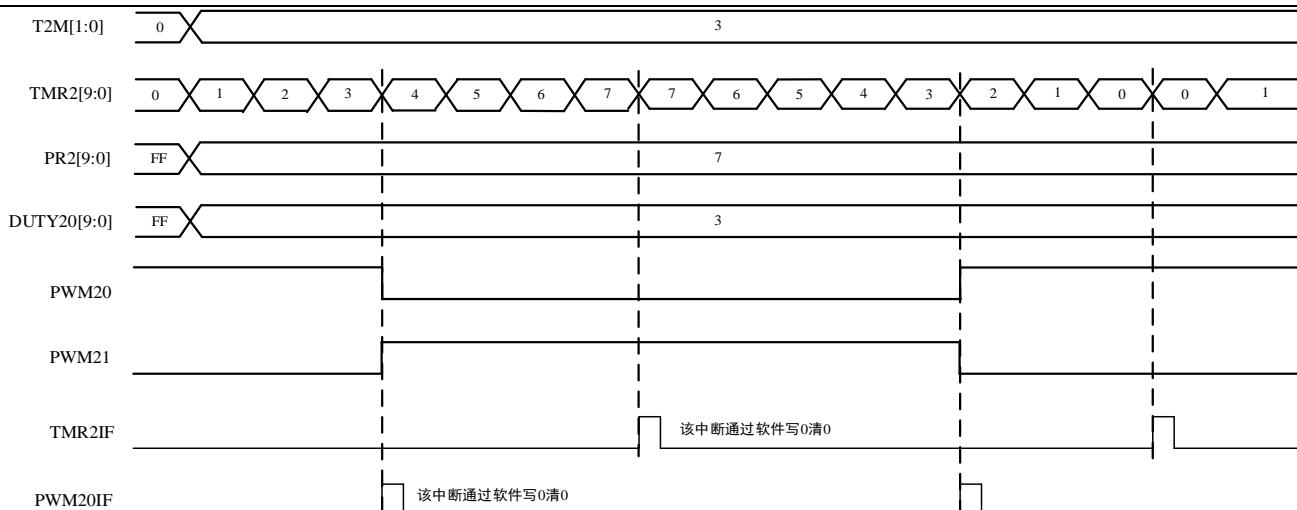 T2M[1:0] 0 3
TMR2[9:0] 0 1 2 3 4 5 6 7 7 6 5 4 3 2 1 0 0 1
PR2[9:0] FF 7
DUTY20[9:0] FF 3
PWM20
PWM21
TMR2IF 该中断通过软件写0清0
PWM20IF 该中断通过软件写0清0